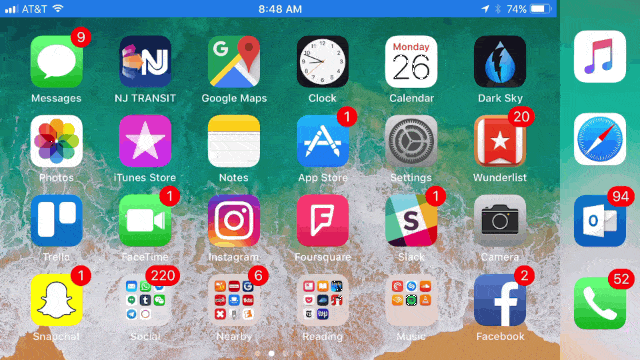 AT&T 8:48 AM 74%
9
Messages NJ TRANSIT Google Maps Clock Monday 26 Calendar Dark Sky
1 20
Photos iTunes Store Notes App Store Settings Wunderlist
1 1 94
Trello FaceTime Instagram Foursquare Slack Camera
1 220 6 2 52
Snapchat Social Nearby Reading Music Facebook